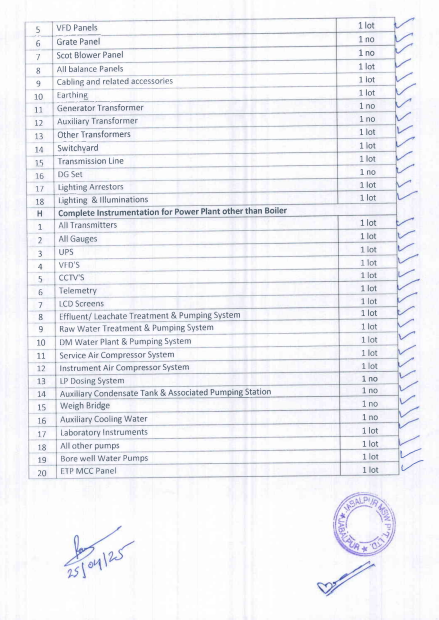 5 VFD Panels 1 lot
6 Grate Panel 1 no
7 Scot Blower Panel 1 no
8 All balance Panels 1 lot
9 Cabling and related accessories 1 lot
10 Earthing 1 lot
11 Generator Transformer 1 no
12 Auxiliary Transformer 1 no
13 Other Transformers 1 lot
14 Switchyard 1 lot
15 Transmission Line 1 lot
16 DG Set 1 no
17 Lighting Arrestors 1 lot
18 Lighting & Illuminations 1 lot
H Complete Instrumentation for Power Plant other than Boiler
1 All Transmitters 1 lot
2 All Gauges 1 lot
3 UPS 1 lot
4 VFD'S 1 lot
5 CCTV'S 1 lot
6 Telemetry 1 lot
7 LCD Screens 1 lot
8 Effluent/ Leachate Treatment & Pumping System 1 lot
9 Raw Water Treatment & Pumping System 1 lot
10 DM Water Plant & Pumping System 1 lot
11 Service Air Compressor System 1 lot
12 Instrument Air Compressor System 1 lot
13 LP Dosing System 1 no
14 Auxiliary Condensate Tank & Associated Pumping Station 1 no
15 Weigh Bridge 1 no
16 Auxiliary Cooling Water 1 no
17 Laboratory Instruments 1 lot
18 All other pumps 1 lot
19 Bore well Water Pumps 1 lot
20 ETP MCC Panel 1 lot
JABALPUR MSW PVT. LTD.
JABALPUR
25/04/25